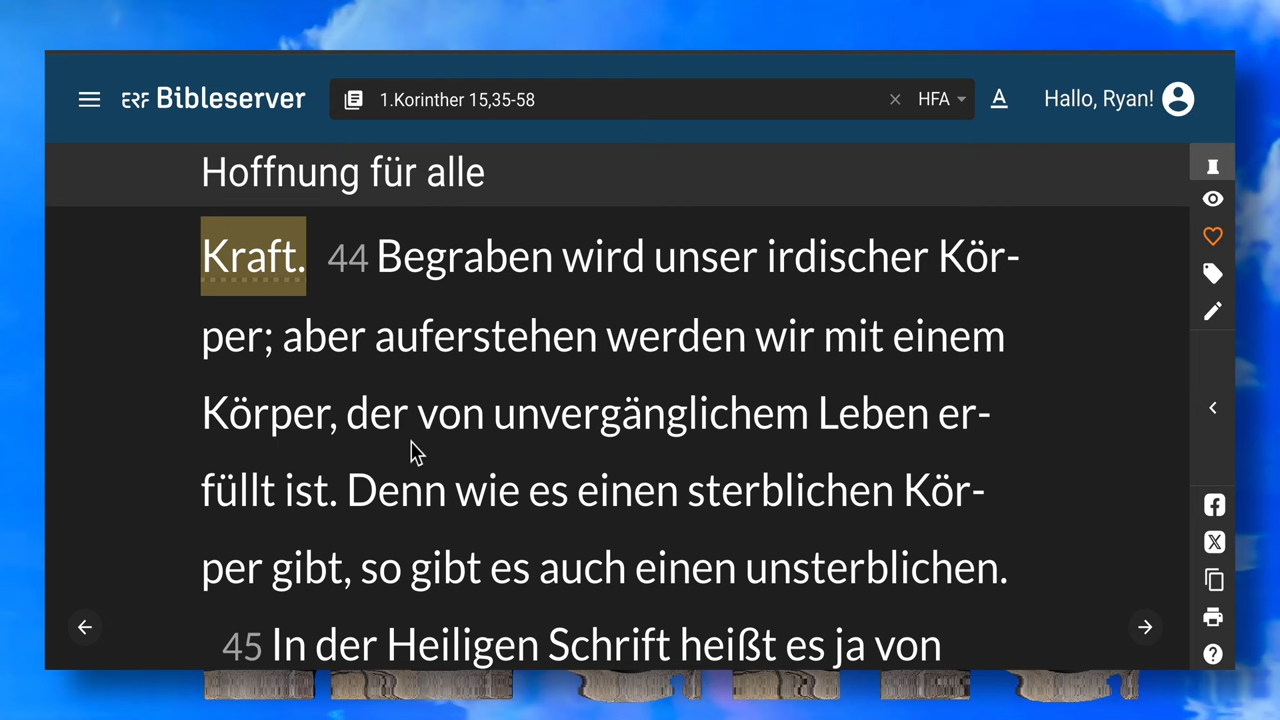 ERF Bibleserver
1.Korinther 15,35-58
HFA
A
Hallo, Ryan!
Hoffnung für alle
Kraft. 44 Begraben wird unser irdischer Kör-
per; aber auferstehen werden wir mit einem
Körper, der von unvergänglichem Leben er-
füllt ist. Denn wie es einen sterblichen Kör-
per gibt, so gibt es auch einen unsterblichen.
45 In der Heiligen Schrift heißt es ja von